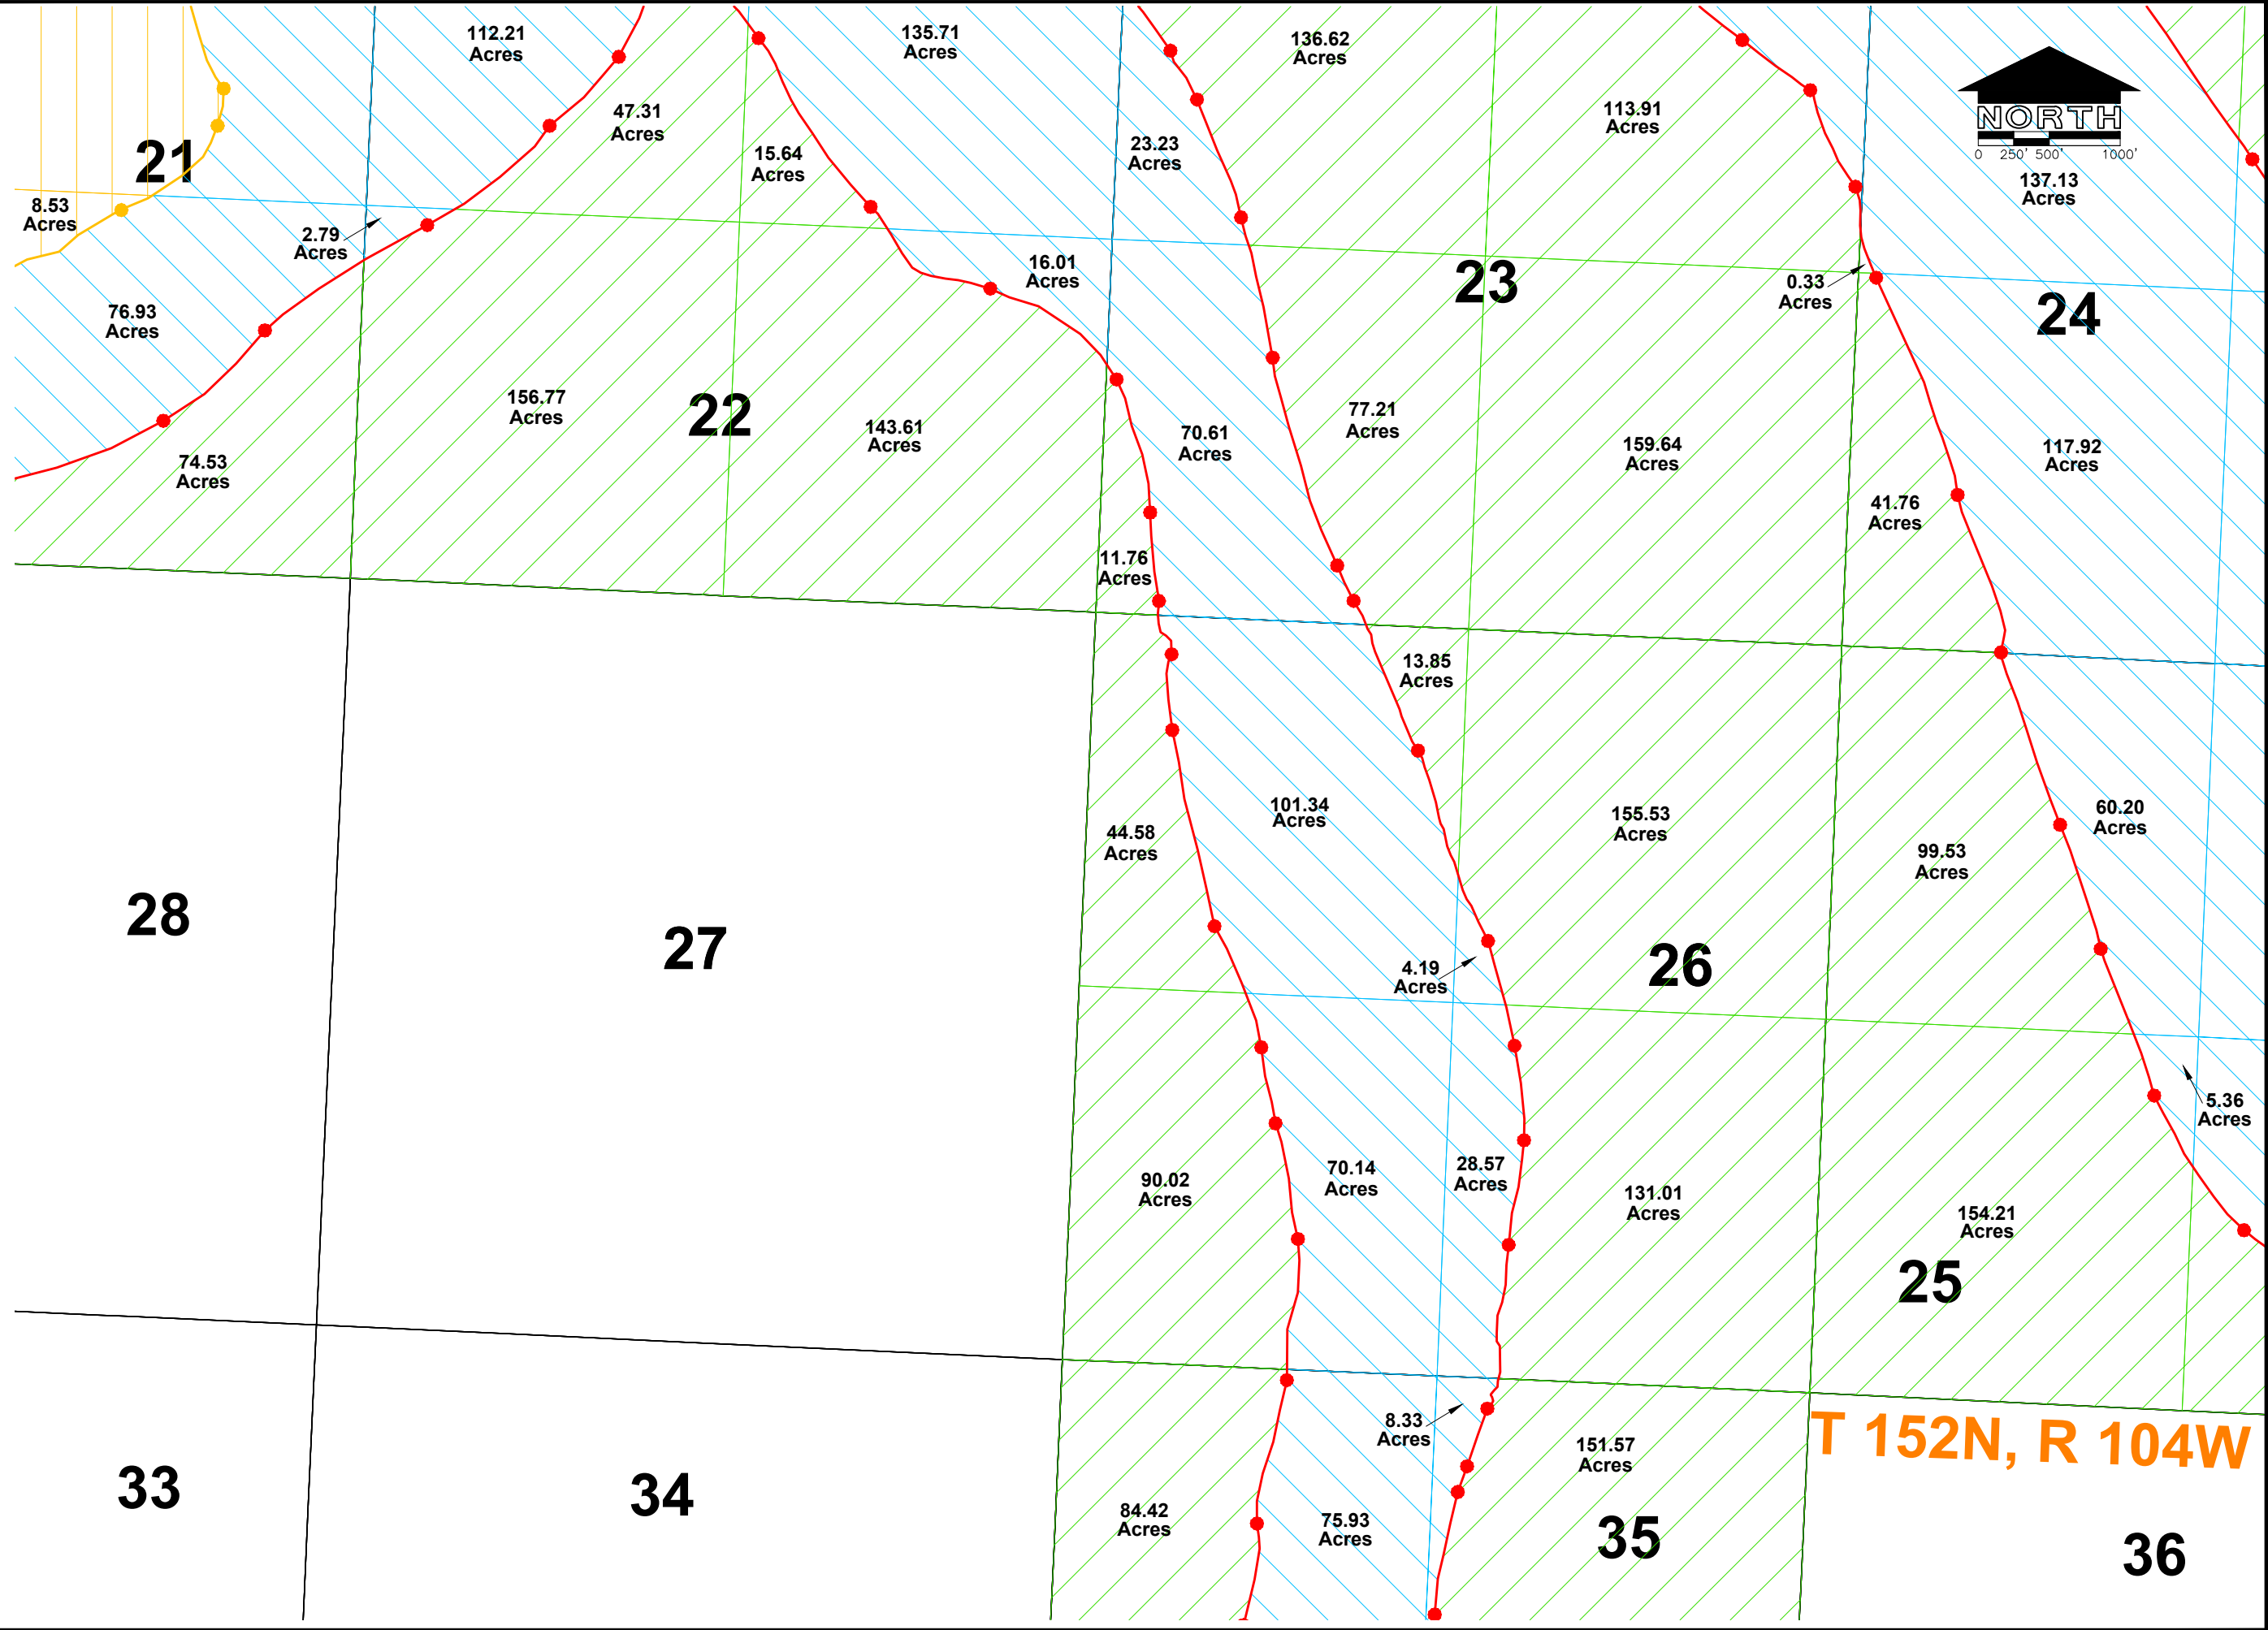 112.21
Acres
135.71
Acres
136.62
Acres
47.31
Acres
113.91
Acres
NORTH
0 250' 500' 1000'
21
15.64
Acres
23.23
Acres
137.13
Acres
8.53
Acres
2.79
Acres
16.01
Acres
23
0.33
Acres
24
76.93
Acres
156.77
Acres
22
143.61
Acres
77.21
Acres
70.61
Acres
159.64
Acres
117.92
Acres
74.53
Acres
41.76
Acres
11.76
Acres
13.85
Acres
101.34
Acres
155.53
Acres
60.20
Acres
44.58
Acres
99.53
Acres
28
27
4.19
Acres
26
5.36
Acres
90.02
Acres
70.14
Acres
28.57
Acres
131.01
Acres
154.21
Acres
25
8.33
Acres
151.57
Acres
T 152N, R 104W
33
34
84.42
Acres
75.93
Acres
35
36